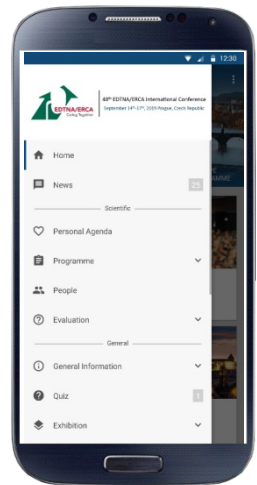 12:30
EDTNA/ERCA
Caring Together
48th EDTNA/ERCA International Conference
September 14th-17th, 2019 Prague, Czech Republic
Home
News 25
Scientific
Personal Agenda
Programme
People
Evaluation
General
General Information
Quiz 1
Exhibition